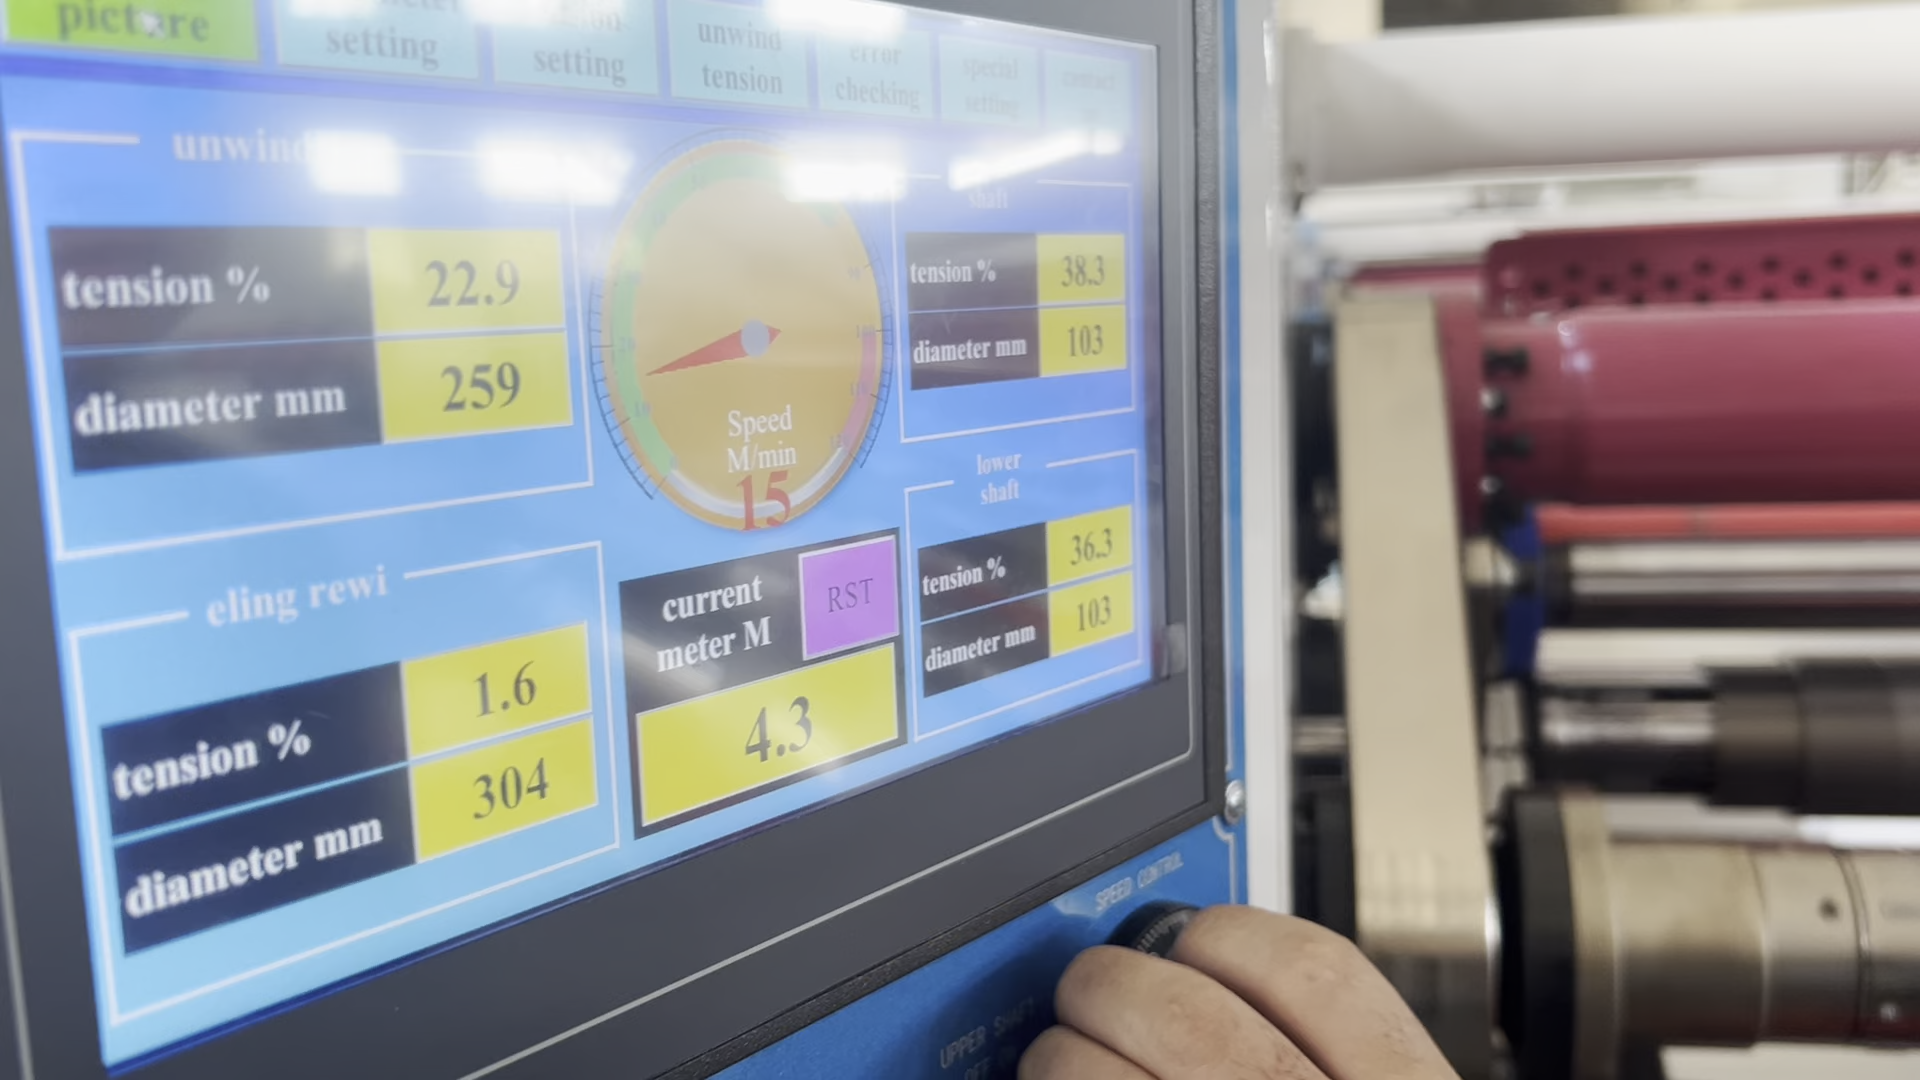 picture
setting
setting
unwind
tension
error
checking
special
setting
contact
unwind
tension % 22.9
diameter mm 259
Speed
M/min
15
shaft
tension % 38.3
diameter mm 103
lower
shaft
tension % 36.3
diameter mm 103
eling rewi
tension % 1.6
diameter mm 304
current
meter M
RST
4.3
SPEED CONTROL
UPPER SHAFT
OFF